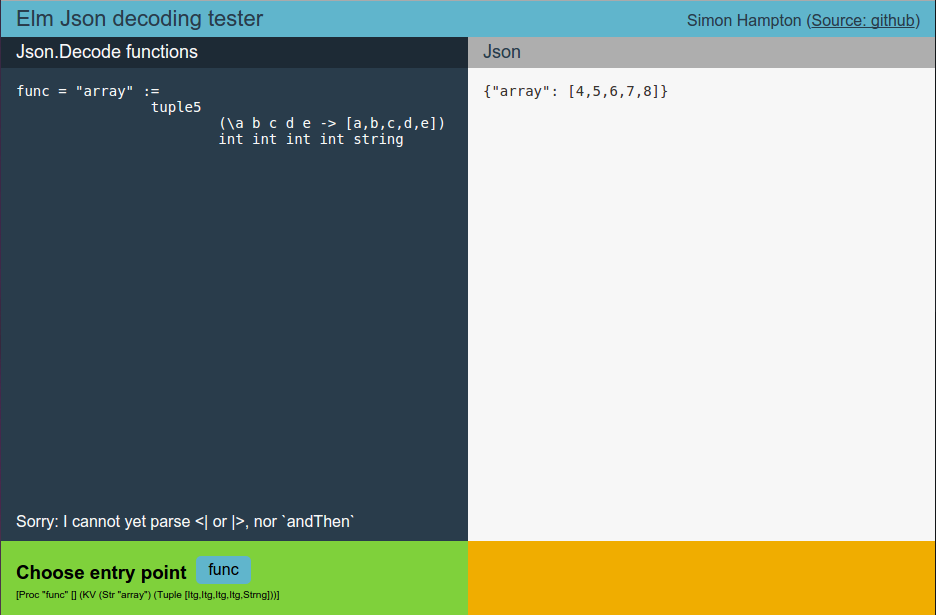 Elm Json decoding tester
Simon Hampton (Source: github)
Json.Decode functions
Json
func = "array" :=
tuple5
(\a b c d e -> [a,b,c,d,e])
int int int int string
{"array": [4,5,6,7,8]}
Sorry: I cannot yet parse <| or |>, nor `andThen`
Choose entry point func
[Proc "func" [] (KV (Str "array") (Tuple [Itg,Itg,Itg,Itg,Strng]))]